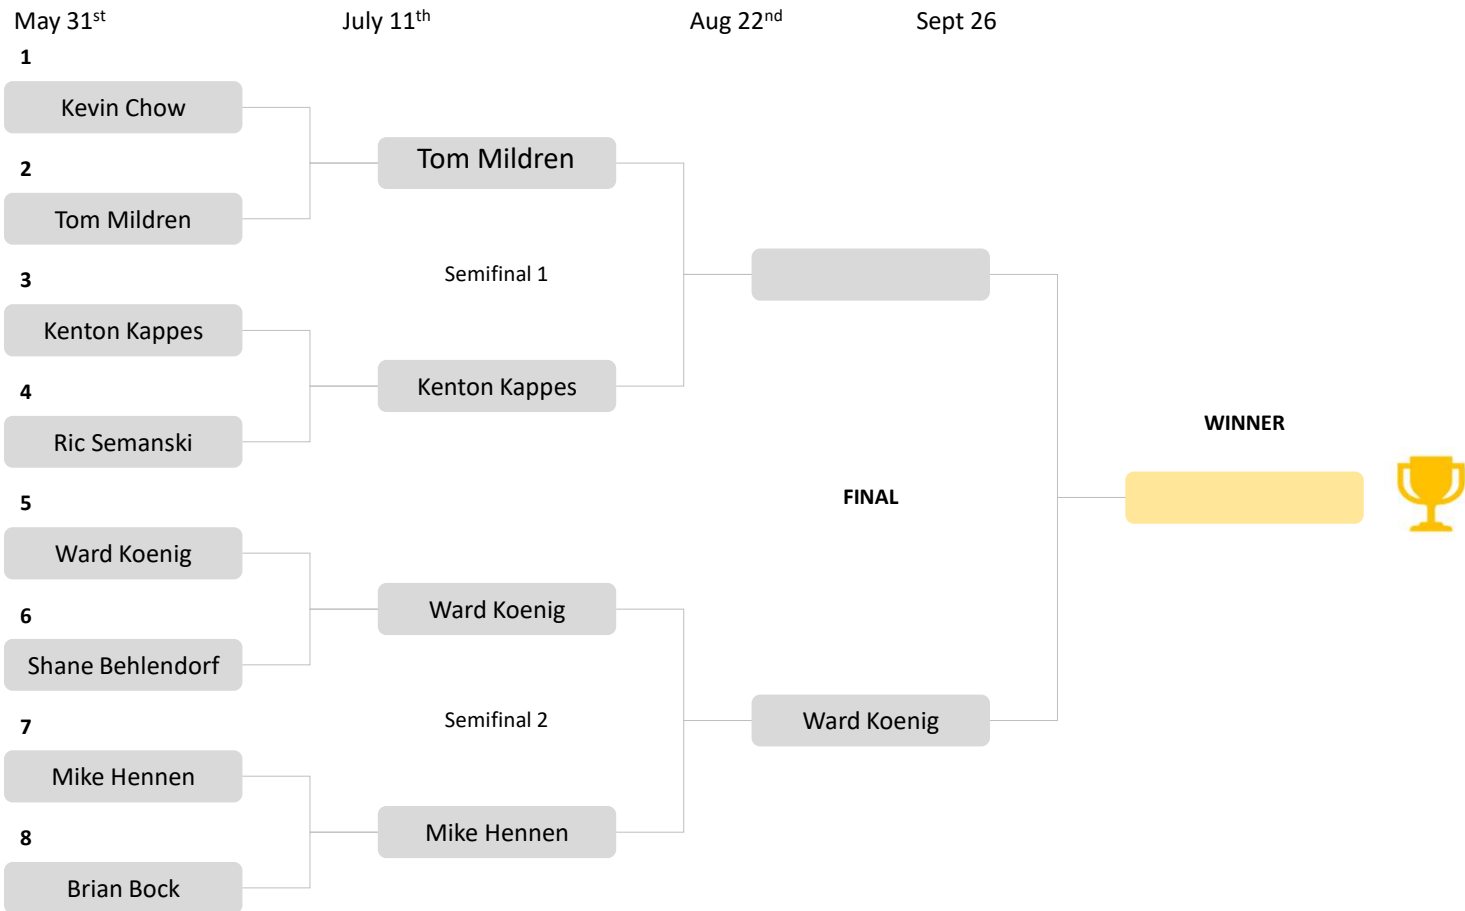 May 31st July 11th Aug 22nd Sept 26
1
Kevin Chow
Tom Mildren
2
Tom Mildren
Semifinal 1
3
Kenton Kappes
Kenton Kappes
4
WINNER
Ric Semanski
5
FINAL
Ward Koenig
Ward Koenig
6
Shane Behlendorf
Semifinal 2
Ward Koenig
7
Mike Hennen
Mike Hennen
8
Brian Bock